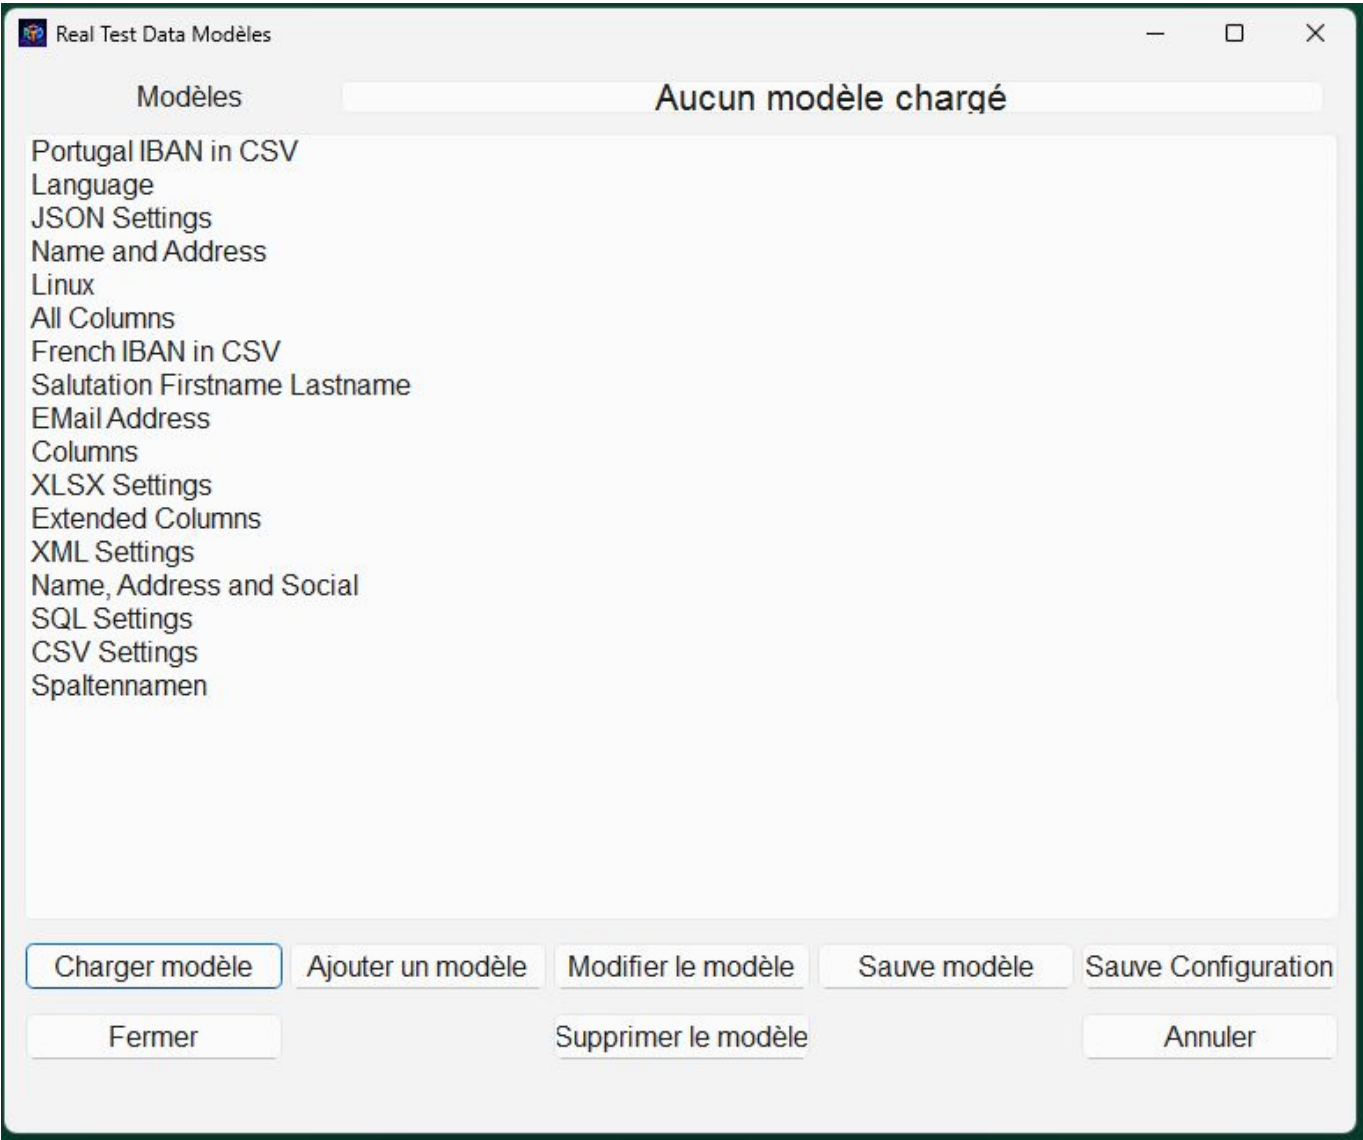 Real Test Data Modèles
Modèles
Aucun modèle chargé
Portugal IBAN in CSV
Language
JSON Settings
Name and Address
Linux
All Columns
French IBAN in CSV
Salutation Firstname Lastname
EMail Address
Columns
XLSX Settings
Extended Columns
XML Settings
Name, Address and Social
SQL Settings
CSV Settings
Spaltennamen
Charger modèle
Ajouter un modèle
Modifier le modèle
Sauve modèle
Sauve Configuration
Fermer
Supprimer le modèle
Annuler